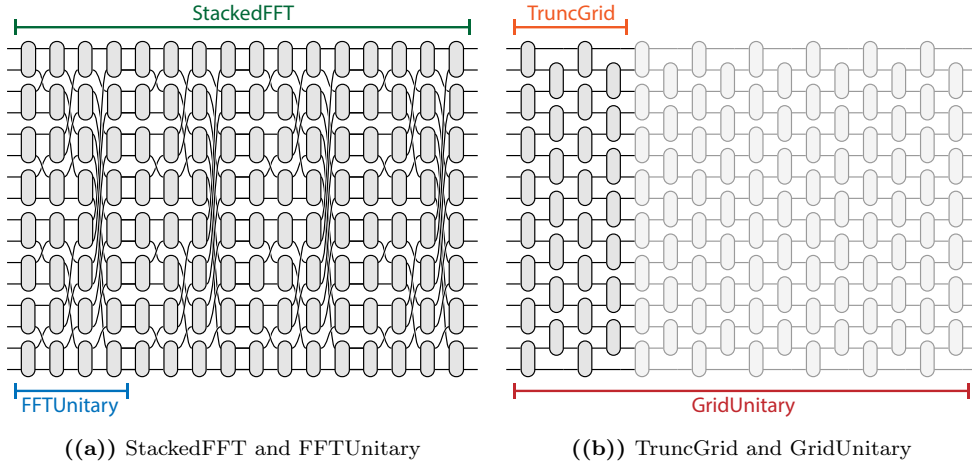 StackedFFT
TruncGrid
FFTUnitary
GridUnitary
((a)) StackedFFT and FFTUnitary
((b)) TruncGrid and GridUnitary